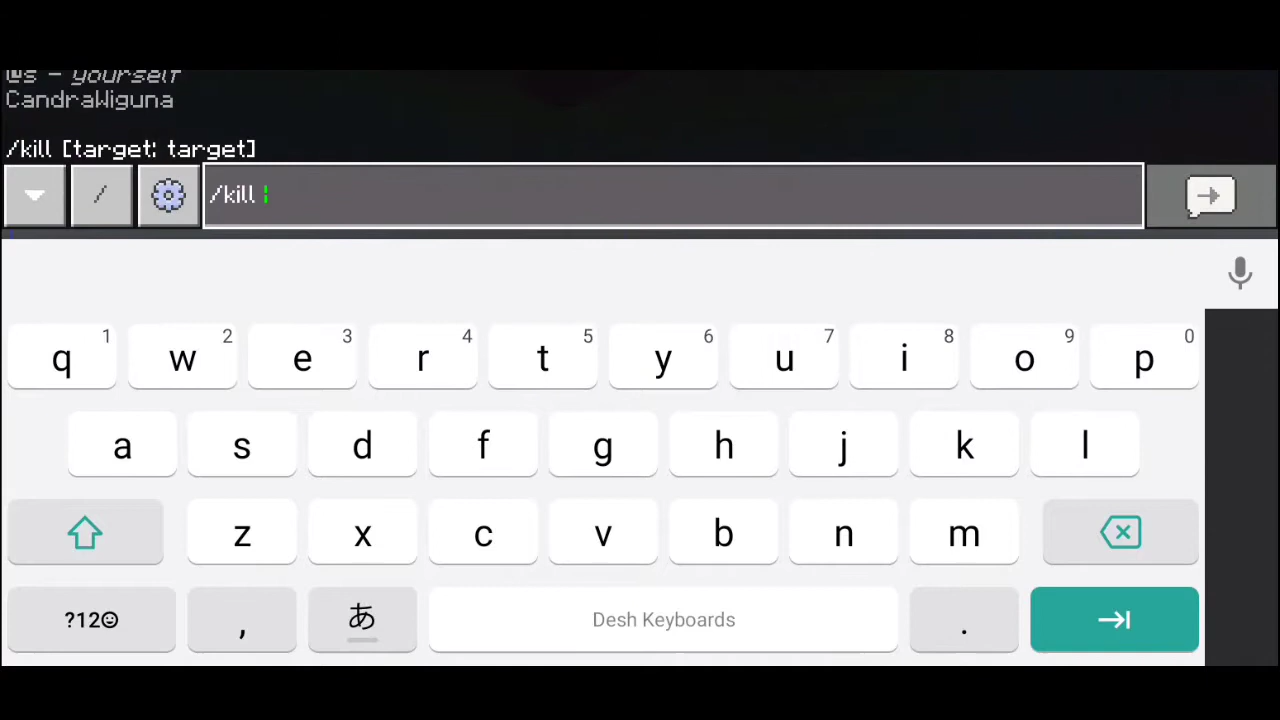 @s - yourself
CandraWiguna
/kill [target: target]
/
/kill
q 1 w 2 e 3 r 4 t 5 y 6 u 7 i 8 o 9 p 0
a s d f g h j k l
z x c v b n m
?12☺ , あ Desh Keyboards .